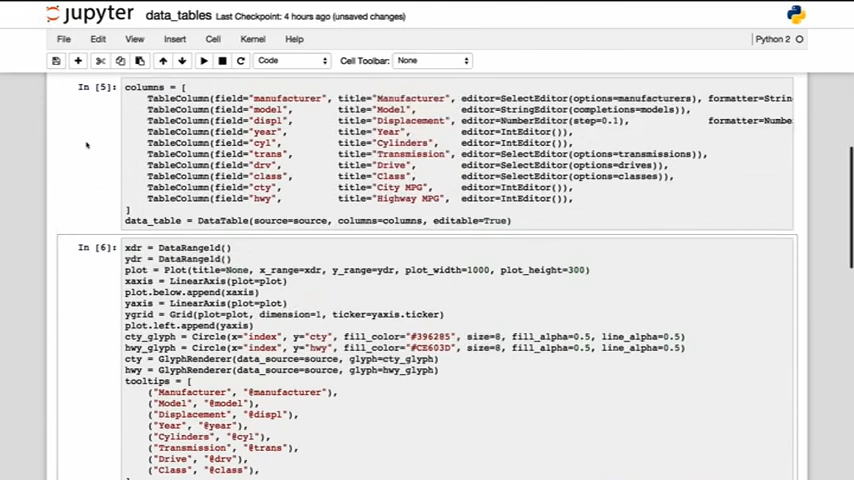 jupyter data_tables Last Checkpoint: 4 hours ago (unsaved changes)
File Edit View Insert Cell Kernel Help Python 2
Code Cell Toolbar: None
In [5]: columns = [
TableColumn(field="manufacturer", title="Manufacturer", editor=SelectEditor(options=manufacturers), formatter=Strin
TableColumn(field="model", title="Model", editor=StringEditor(completions=models)),
TableColumn(field="displ", title="Displacement", editor=NumberEditor(step=0.1), formatter=Numbe
TableColumn(field="year", title="Year", editor=IntEditor()),
TableColumn(field="cyl", title="Cylinders", editor=IntEditor()),
TableColumn(field="trans", title="Transmission", editor=SelectEditor(options=transmissions)),
TableColumn(field="drv", title="Drive", editor=SelectEditor(options=drives)),
TableColumn(field="class", title="Class", editor=SelectEditor(options=classes)),
TableColumn(field="cty", title="City MPG", editor=IntEditor()),
TableColumn(field="hwy", title="Highway MPG", editor=IntEditor()),
]
data_table = DataTable(source=source, columns=columns, editable=True)
In [6]: xdr = DataRange1d()
ydr = DataRange1d()
plot = Plot(title=None, x_range=xdr, y_range=ydr, plot_width=1000, plot_height=300)
xaxis = LinearAxis(plot=plot)
plot.below.append(xaxis)
yaxis = LinearAxis(plot=plot)
ygrid = Grid(plot=plot, dimension=1, ticker=yaxis.ticker)
plot.left.append(yaxis)
cty_glyph = Circle(x="index", y="cty", fill_color="#396285", size=8, fill_alpha=0.5, line_alpha=0.5)
hwy_glyph = Circle(x="index", y="hwy", fill_color="#CE603D", size=8, fill_alpha=0.5, line_alpha=0.5)
cty = GlyphRenderer(data_source=source, glyph=cty_glyph)
hwy = GlyphRenderer(data_source=source, glyph=hwy_glyph)
tooltips = [
("Manufacturer", "@manufacturer"),
("Model", "@model"),
("Displacement", "@displ"),
("Year", "@year"),
("Cylinders", "@cyl"),
("Transmission", "@trans"),
("Drive", "@drv"),
("Class", "@class"),